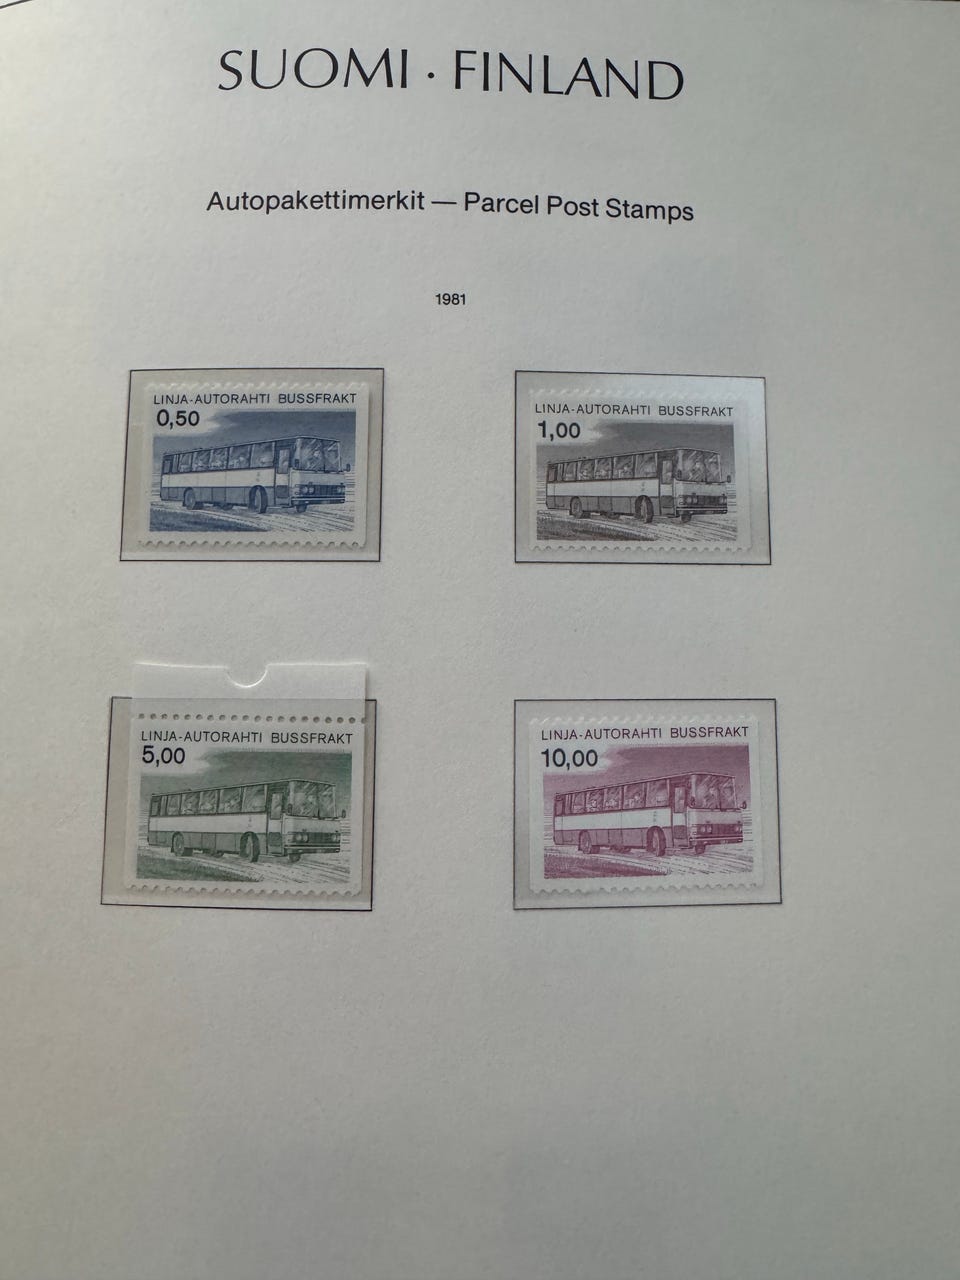 SUOMI · FINLAND
Autopakettimerkit — Parcel Post Stamps
1981
LINJA-AUTORAHTI BUSSFRAKT
0,50
LINJA-AUTORAHTI BUSSFRAKT
1,00
LINJA-AUTORAHTI BUSSFRAKT
5,00
LINJA-AUTORAHTI BUSSFRAKT
10,00